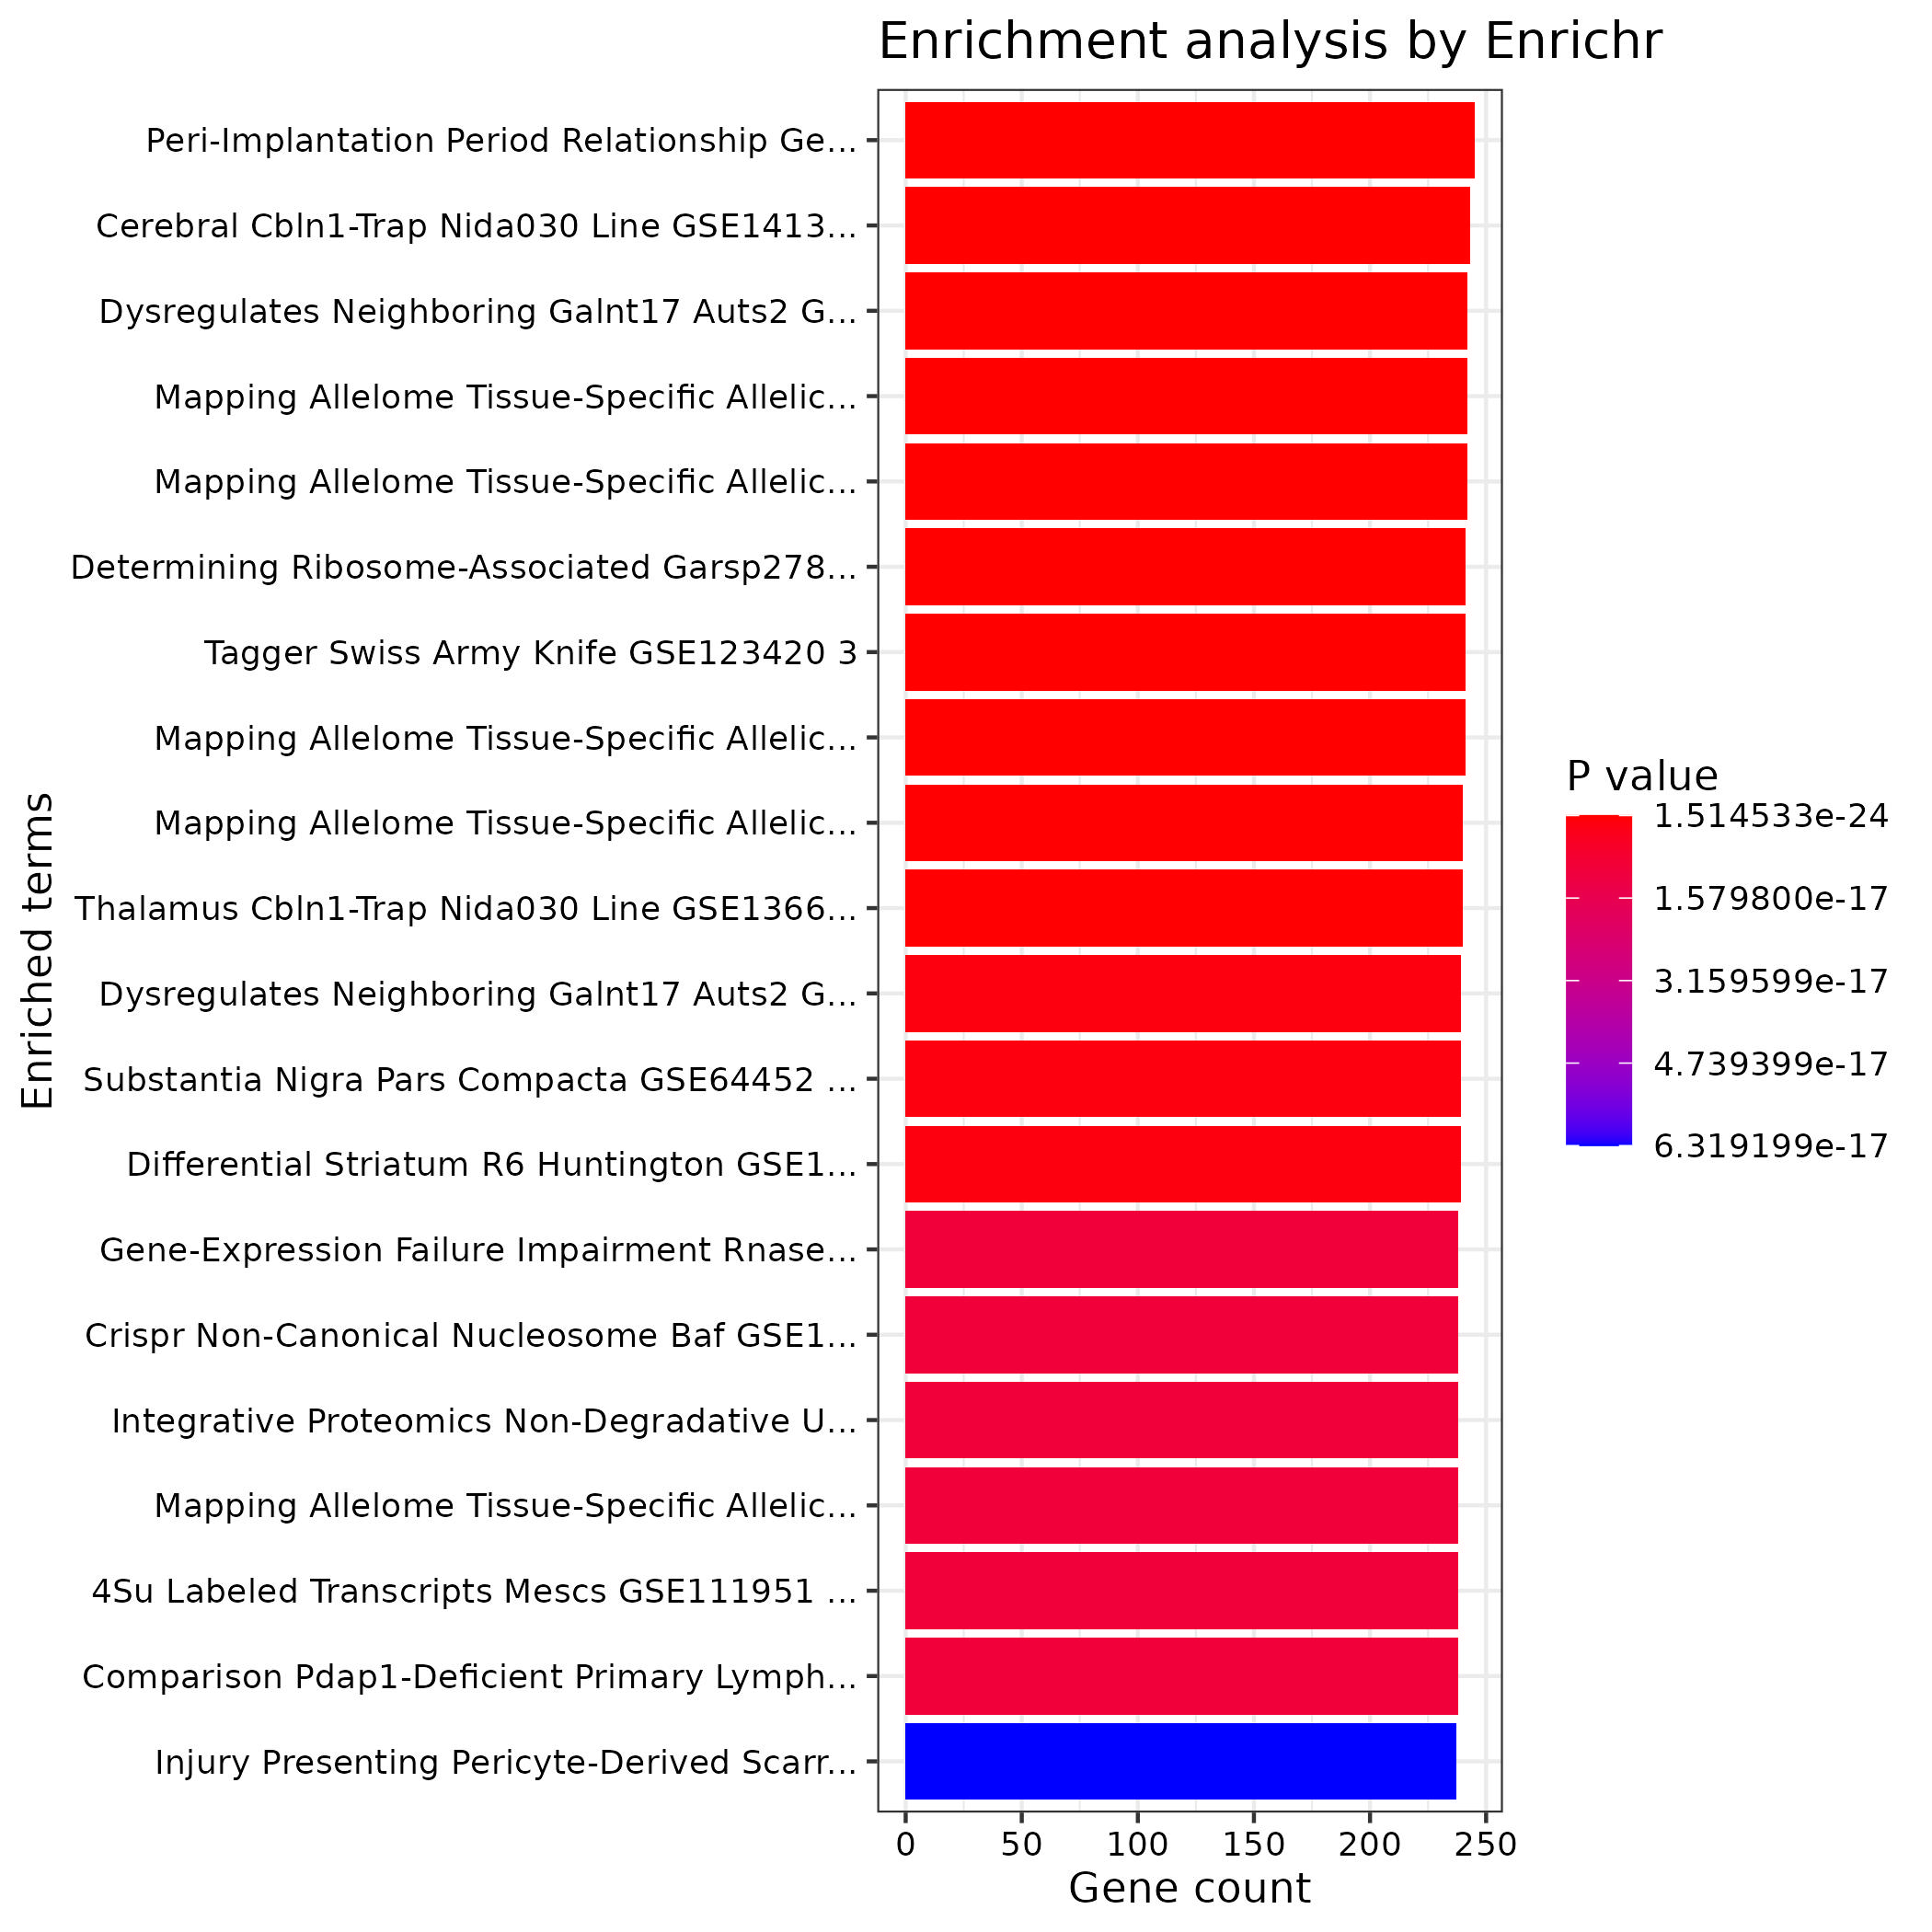 Enrichment analysis by Enrichr
Peri-Implantation Period Relationship Ge...
Cerebral Cbln1-Trap Nida030 Line GSE1413...
Dysregulates Neighboring Galnt17 Auts2 G...
Mapping Allelome Tissue-Specific Allelic...
Mapping Allelome Tissue-Specific Allelic...
Determining Ribosome-Associated Garsp278...
Tagger Swiss Army Knife GSE123420 3
Mapping Allelome Tissue-Specific Allelic...
Mapping Allelome Tissue-Specific Allelic...
Thalamus Cbln1-Trap Nida030 Line GSE1366...
Dysregulates Neighboring Galnt17 Auts2 G...
Substantia Nigra Pars Compacta GSE64452 ...
Differential Striatum R6 Huntington GSE1...
Gene-Expression Failure Impairment Rnase...
Crispr Non-Canonical Nucleosome Baf GSE1...
Integrative Proteomics Non-Degradative U...
Mapping Allelome Tissue-Specific Allelic...
4Su Labeled Transcripts Mescs GSE111951 ...
Comparison Pdap1-Deficient Primary Lymph...
Injury Presenting Pericyte-Derived Scarr...
Enriched terms
0 50 100 150 200 250
Gene count
P value
1.514533e-24
1.579800e-17
3.159599e-17
4.739399e-17
6.319199e-17